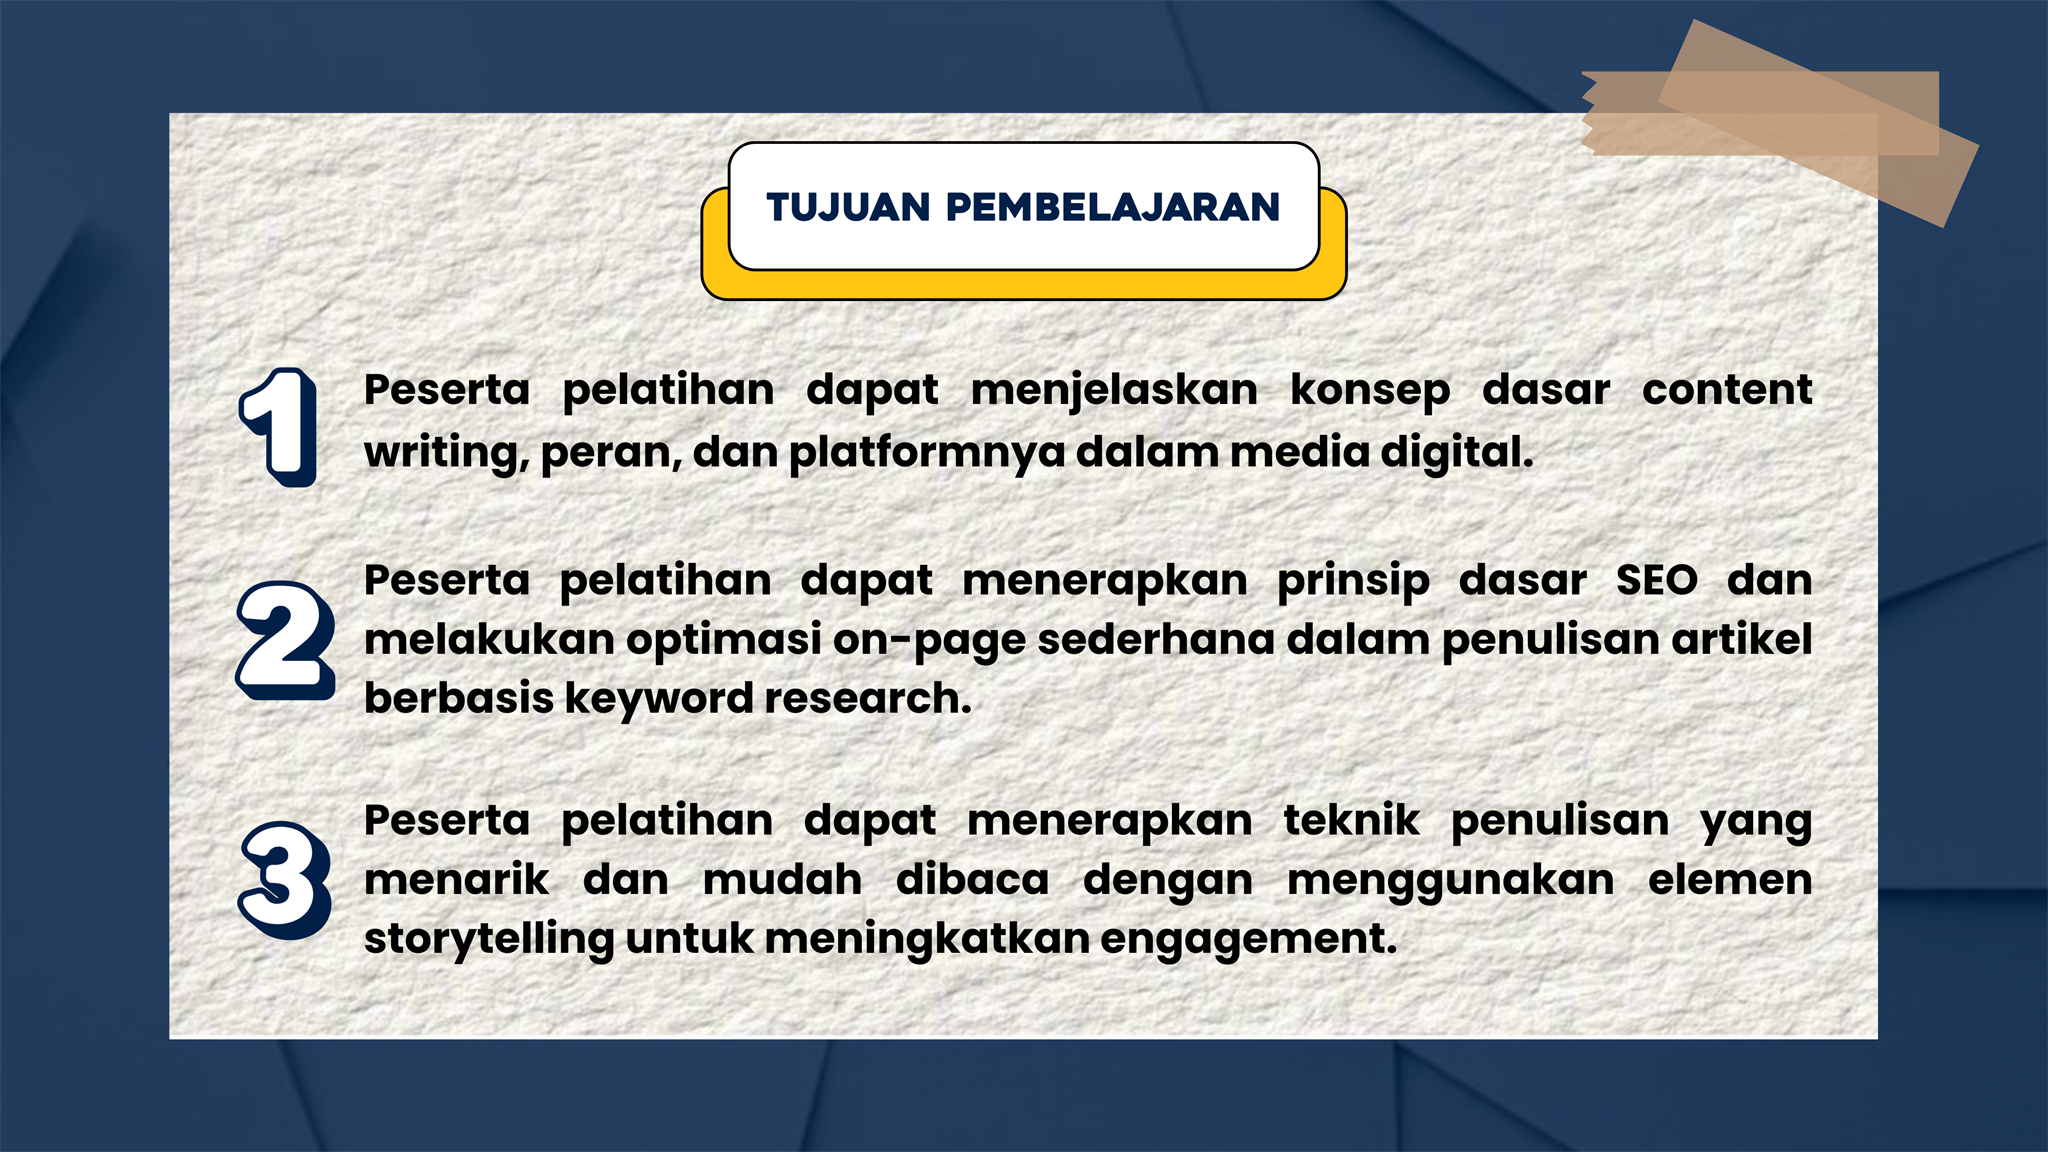 TUJUAN PEMBELAJARAN
1
Peserta pelatihan dapat menjelaskan konsep dasar content
writing, peran, dan platformnya dalam media digital.
2
Peserta pelatihan dapat menerapkan prinsip dasar SEO dan
melakukan optimasi on-page sederhana dalam penulisan artikel
berbasis keyword research.
3
Peserta pelatihan dapat menerapkan teknik penulisan yang
menarik dan mudah dibaca dengan menggunakan elemen
storytelling untuk meningkatkan engagement.